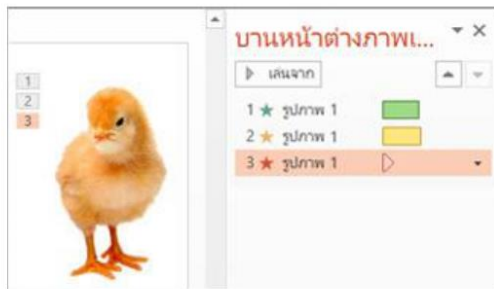 บานหน้าต่างภาพเ...
เล่นจาก
1
2
3
1 รูปภาพ 1
2 รูปภาพ 1
3 รูปภาพ 1